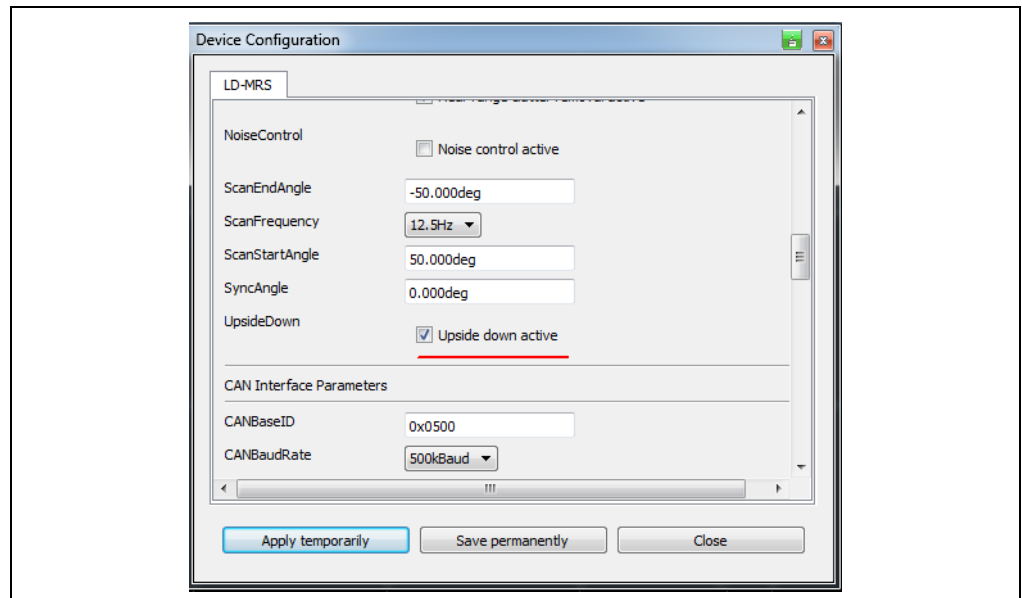 Device Configuration
LD-MRS
NoiseControl
Noise control active
ScanEndAngle
-50.000deg
ScanFrequency
12.5Hz
ScanStartAngle
50.000deg
SyncAngle
0.000deg
UpsideDown
Upside down active
CAN Interface Parameters
CANBaseID
0x0500
CANBaudRate
500kBaud
Apply temporarily
Save permanently
Close